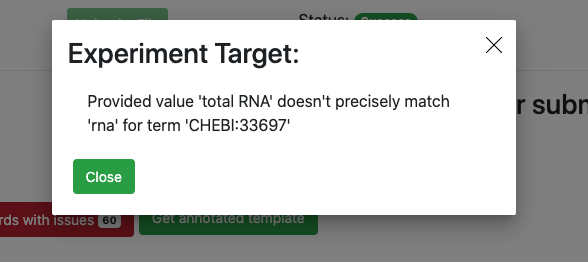 Status: Success
Experiment Target:
Provided value 'total RNA' doesn't precisely match
'rna' for term 'CHEBI:33697'
r subn
Close
rds with issues 60
Get annotated template